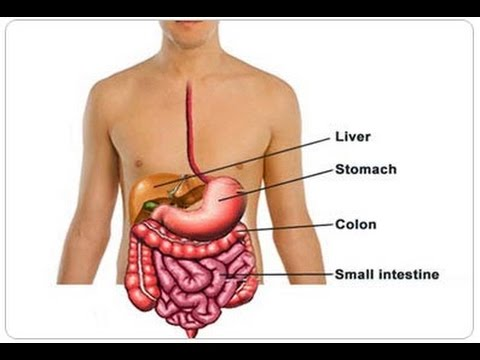 Liver
Stomach
Colon
Small intestine